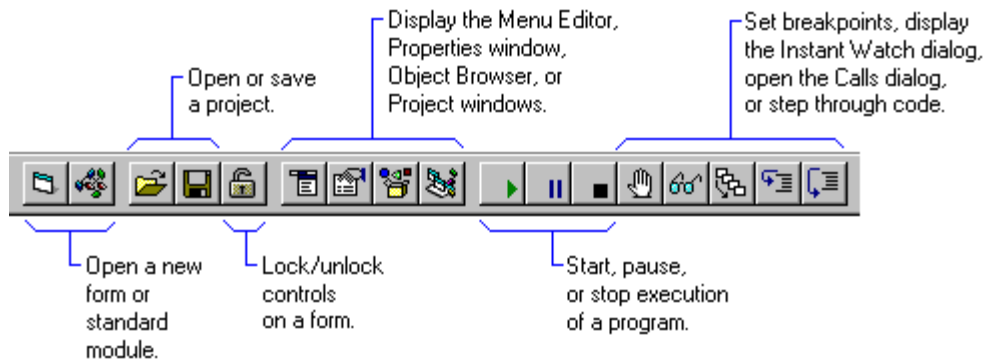 Display the Menu Editor,
Properties window,
Object Browser, or
Project windows.
Set breakpoints, display
the Instant Watch dialog,
open the Calls dialog,
or step through code.
Open or save
a project.
Open a new
form or
standard
module.
Lock/unlock
controls
on a form.
Start, pause,
or stop execution
of a program.